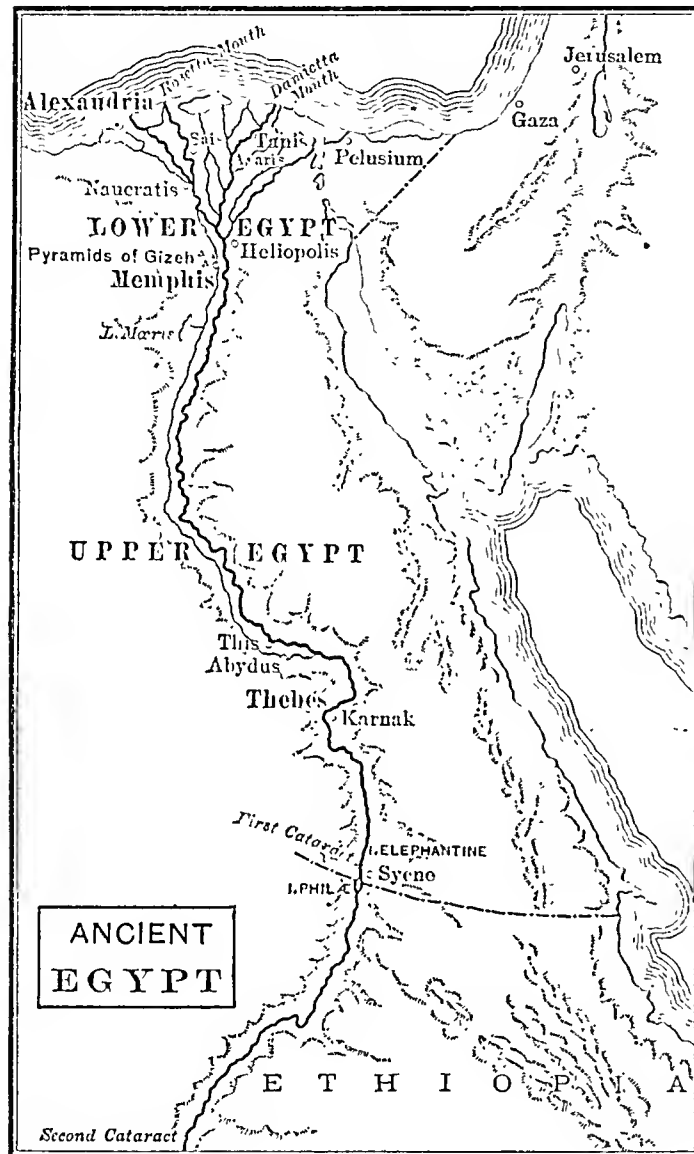 Jerusalem
Rosetta Mouth
Damietta
Mouth
Alexandria
Gaza
Sais
Tanis
Avaris
Pelusium
Naucratis
LOWER EGYPT
Heliopolis
Pyramids of Gizeh
Memphis
L. Mœris
UPPER EGYPT
This
Abydus
Thebes
Karnak
First Cataract
I. ELEPHANTINE
Syene
I. PHILÆ
ANCIENT
EGYPT
ETHIOPIA
Second Cataract